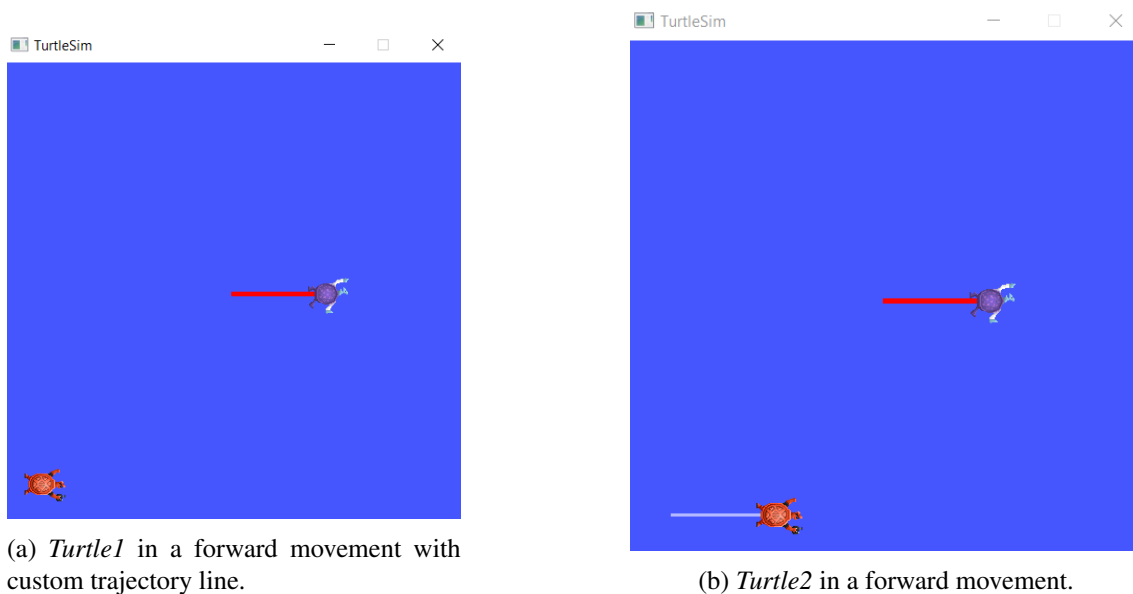 TurtleSim
(a) Turtle1 in a forward movement with
custom trajectory line.
TurtleSim
(b) Turtle2 in a forward movement.